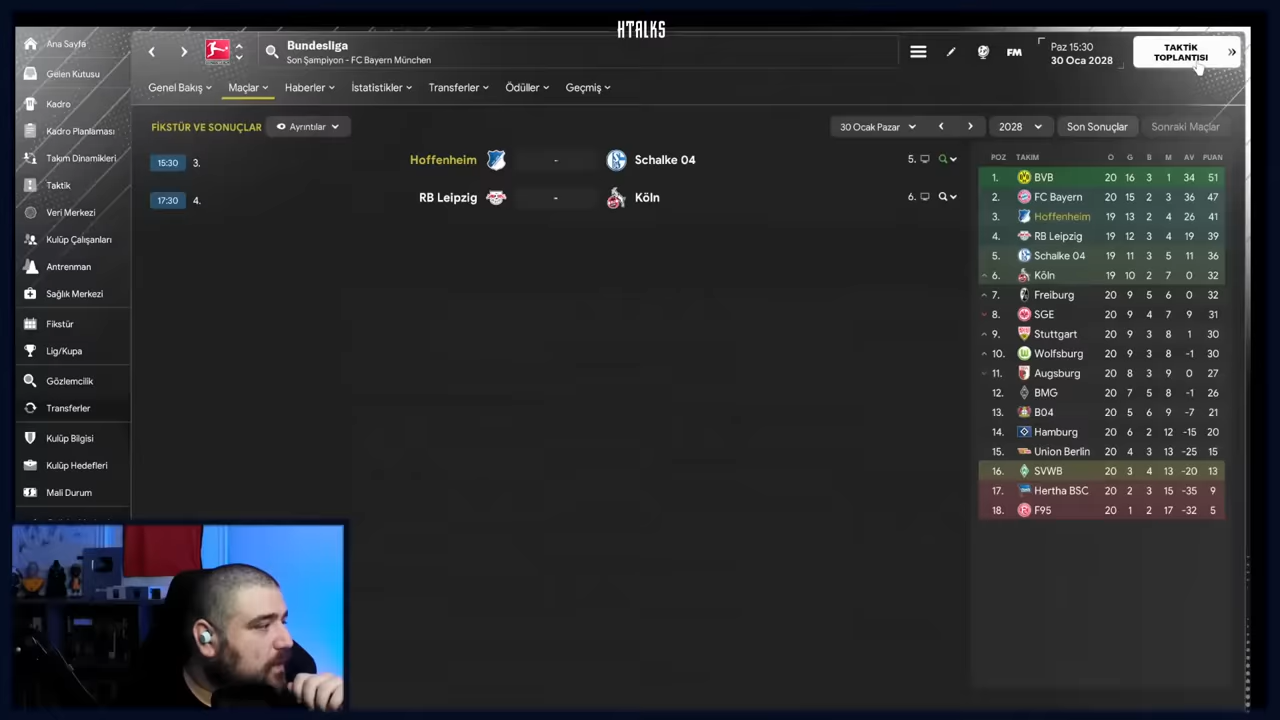 HTALKS
Ana Sayfa
Gelen Kutusu
Kadro
Kadro Planlaması
Takım Dinamikleri
Taktik
Veri Merkezi
Kulüp Çalışanları
Antrenman
Sağlık Merkezi
Fikstür
Lig/Kupa
Gözlemcilik
Transferler
Kulüp Bilgisi
Kulüp Hedefleri
Mali Durum
Bundesliga
Son Şampiyon - FC Bayern München
FM
Paz 15:30
30 Oca 2028
TAKTİK
TOPLANTISI
Genel Bakış
Maçlar
Haberler
İstatistikler
Transferler
Ödüller
Geçmiş
FİKSTÜR VE SONUÇLAR
Ayrıntılar
30 Ocak Pazar
2028
Son Sonuçlar
Sonraki Maçlar
15:30 3. Hoffenheim - Schalke 04 5.
17:30 4. RB Leipzig - Köln 6.
POZ TAKIM O G B M AV PUAN
1. BVB 20 16 3 1 34 51
2. FC Bayern 20 15 2 3 36 47
3. Hoffenheim 19 13 2 4 26 41
4. RB Leipzig 19 12 3 4 19 39
5. Schalke 04 19 11 3 5 11 36
6. Köln 19 10 2 7 0 32
7. Freiburg 20 9 5 6 0 32
8. SGE 20 9 4 7 9 31
9. Stuttgart 20 9 3 8 1 30
10. Wolfsburg 20 9 3 8 -1 30
11. Augsburg 20 8 3 9 0 27
12. BMG 20 7 5 8 -1 26
13. B04 20 5 6 9 -7 21
14. Hamburg 20 6 2 12 -15 20
15. Union Berlin 20 4 3 13 -25 15
16. SVWB 20 3 4 13 -20 13
17. Hertha BSC 20 2 3 15 -35 9
18. F95 20 1 2 17 -32 5